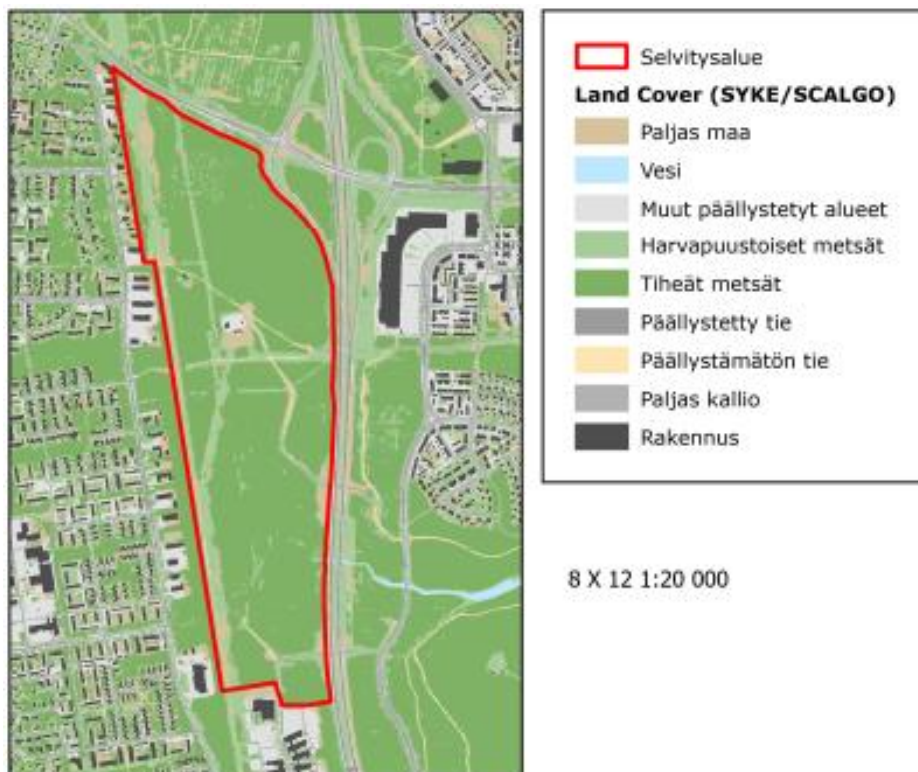 Selvitysalue
Land Cover (SYKE/SCALGO)
Paljas maa
Vesi
Muut päällystetyt alueet
Harvapuustoiset metsät
Tiheät metsät
Päällystetty tie
Päällystämätön tie
Paljas kallio
Rakennus
8 X 12 1:20 000